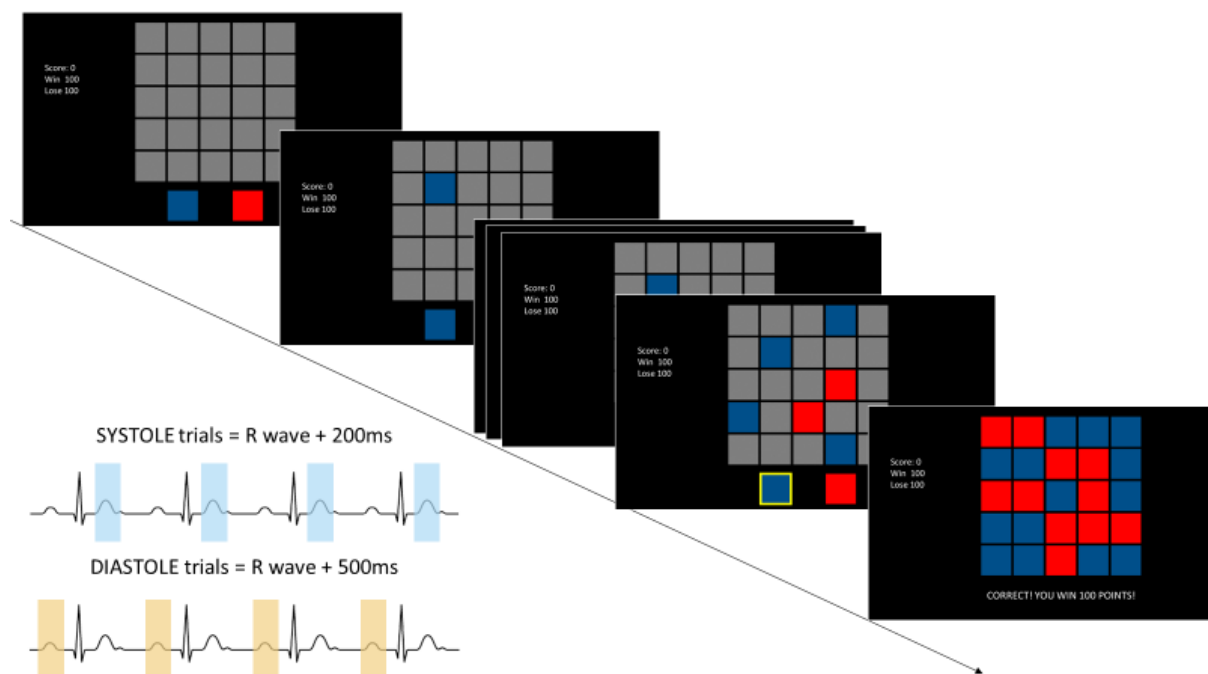 Score: 0
Win 100
Lose 100
Score: 0
Win 100
Lose 100
Score: 0
Win 100
Lose 100
Score: 0
Win 100
Lose 100
Score: 0
Win 100
Lose 100
CORRECT! YOU WIN 100 POINTS!
SYSTOLE trials = R wave + 200ms
DIASTOLE trials = R wave + 500ms